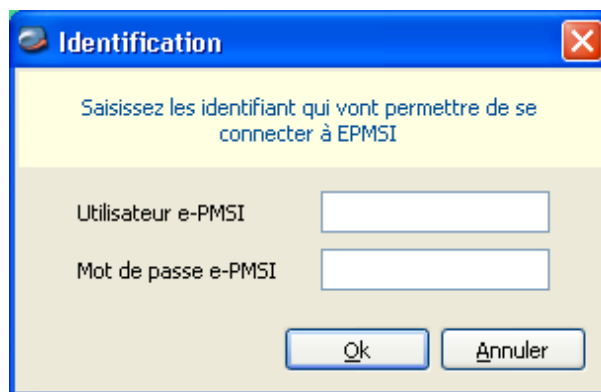 Identification
Saisissez les identifiant qui vont permettre de se
connecter à EPMSI
Utilisateur e-PMSI
Mot de passe e-PMSI
Ok
Annuler